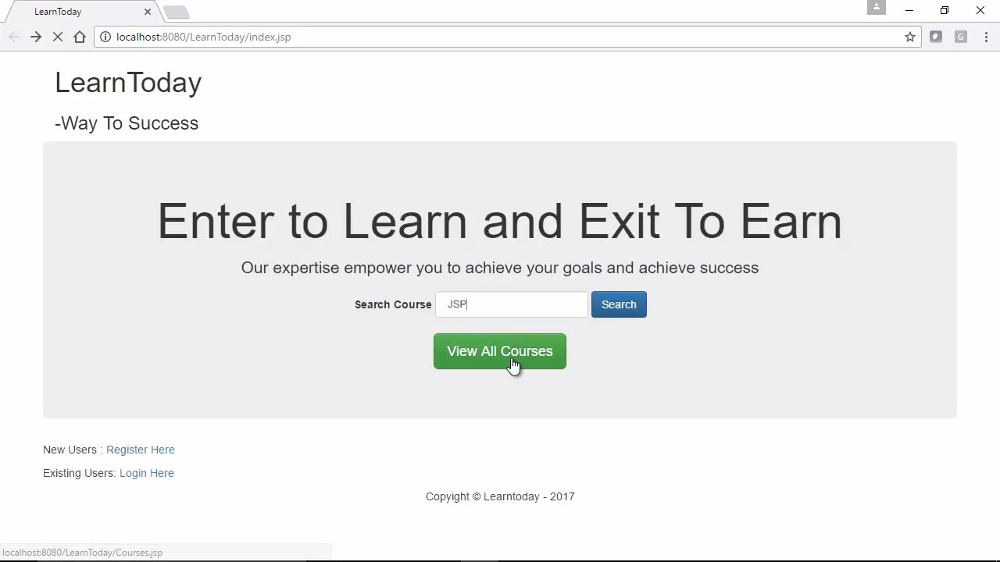 LearnToday
localhost:8080/LearnToday/index.jsp
G
LearnToday
-Way To Success
Enter to Learn and Exit To Earn
Our expertise empower you to achieve your goals and achieve success
Search Course JSP Search
View All Courses
New Users : Register Here
Existing Users: Login Here
Copyight © Learntoday - 2017
localhost:8080/LearnToday/Courses.jsp